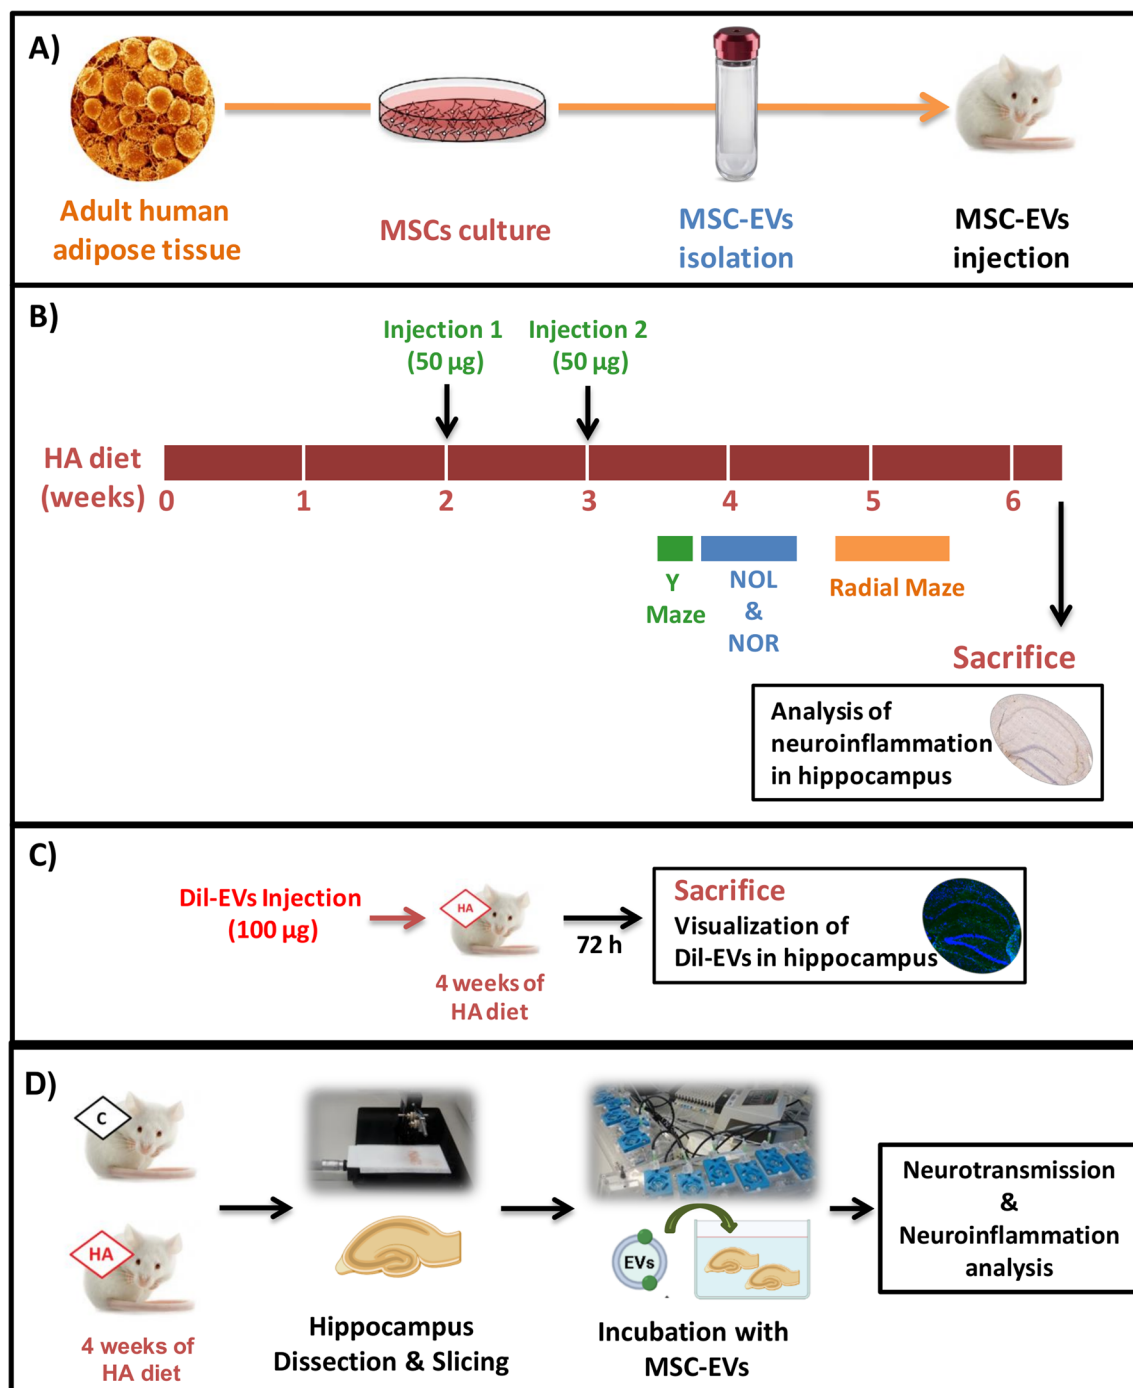 A)
Adult human
adipose tissue
MSCs culture
MSC-EVs
isolation
MSC-EVs
injection
B)
Injection 1
(50 µg)
Injection 2
(50 µg)
HA diet
(weeks)
0 1 2 3 4 5 6
Y
Maze
NOL
&
NOR
Radial Maze
Sacrifice
Analysis of
neuroinflammation
in hippocampus
C)
Dil-EVs Injection
(100 µg)
HA
4 weeks of
HA diet
72 h
Sacrifice
Visualization of
Dil-EVs in hippocampus
D)
C
HA
4 weeks of
HA diet
Hippocampus
Dissection & Slicing
EVs
Incubation with
MSC-EVs
Neurotransmission
&
Neuroinflammation
analysis